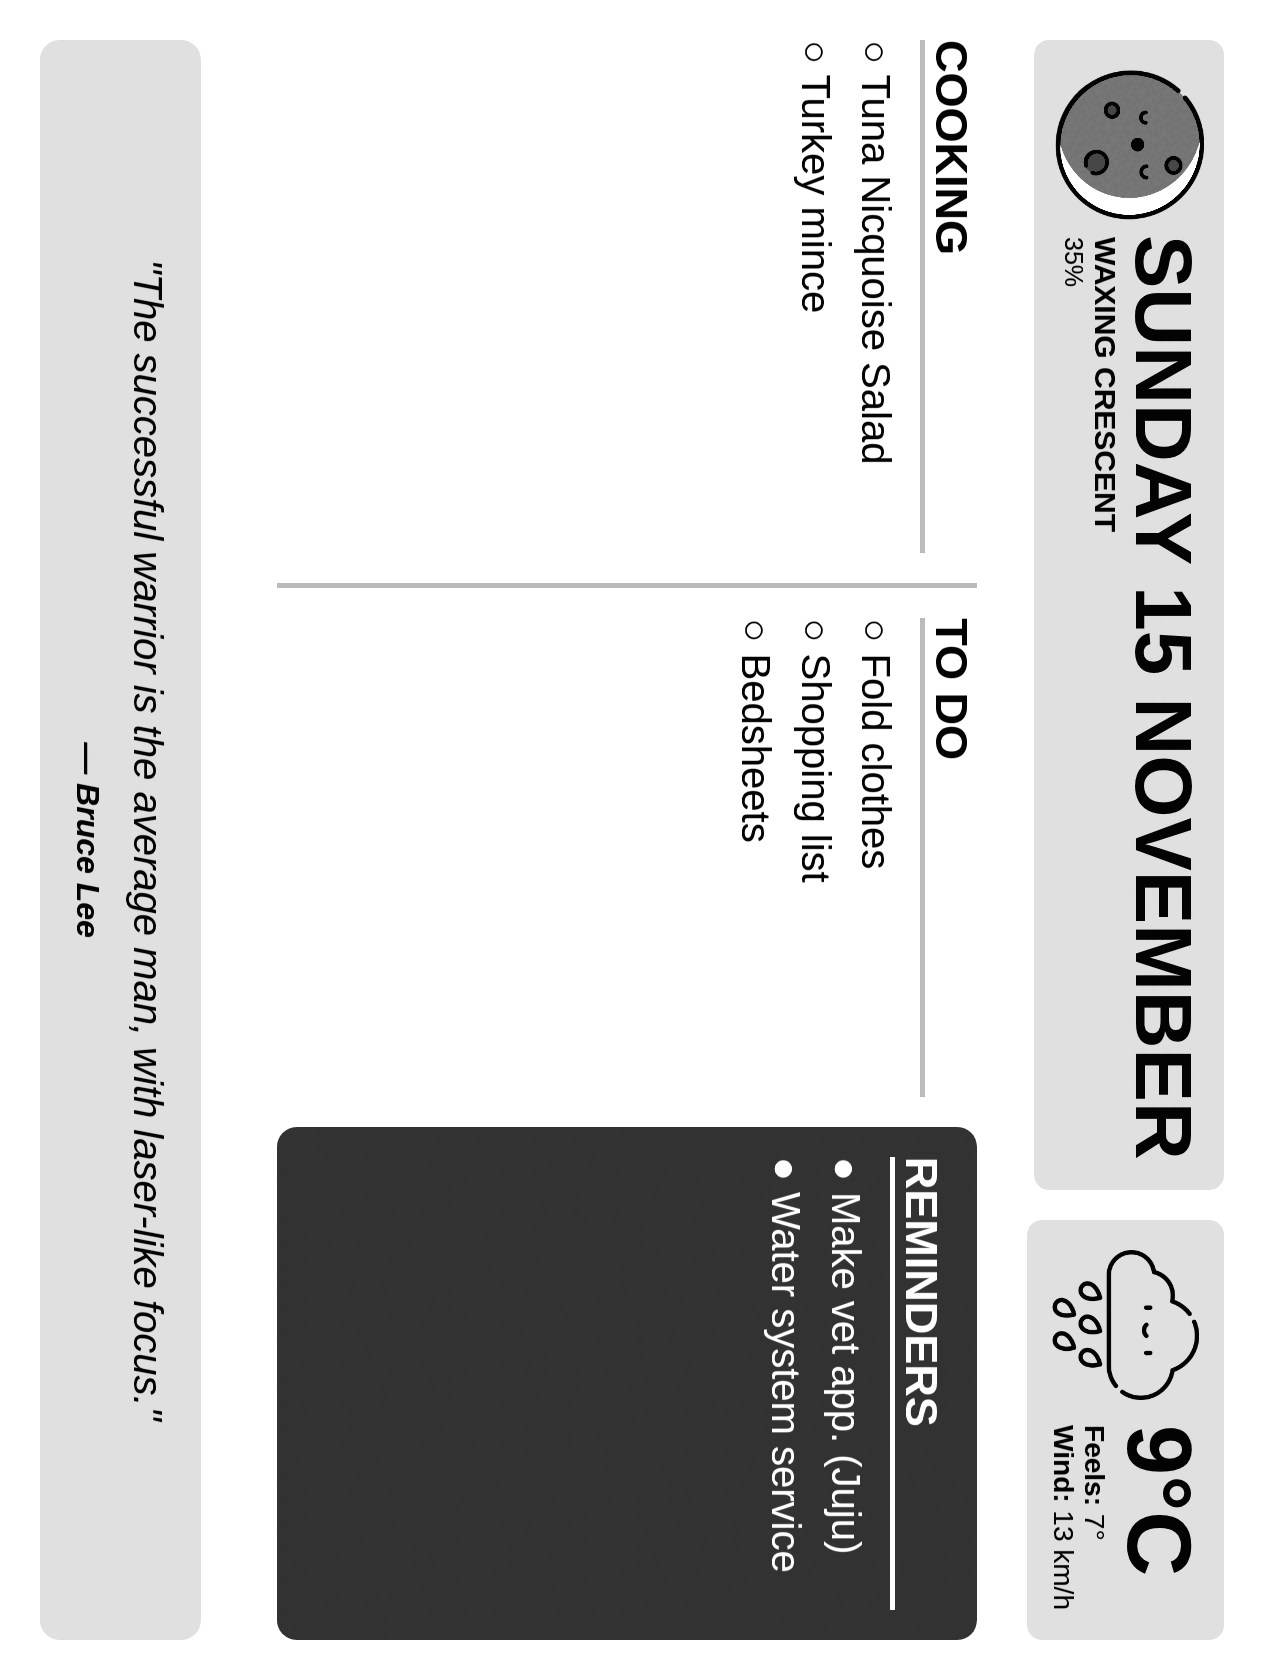 SUNDAY 15 NOVEMBER
WAXING CRESCENT
35%
9°C
Feels: 7°
Wind: 13 km/h
COOKING
○ Tuna Nicquoise Salad
○ Turkey mince
TO DO
○ Fold clothes
○ Shopping list
○ Bedsheets
REMINDERS
● Make vet app. (Juju)
● Water system service
"The successful warrior is the average man, with laser-like focus."
— Bruce Lee